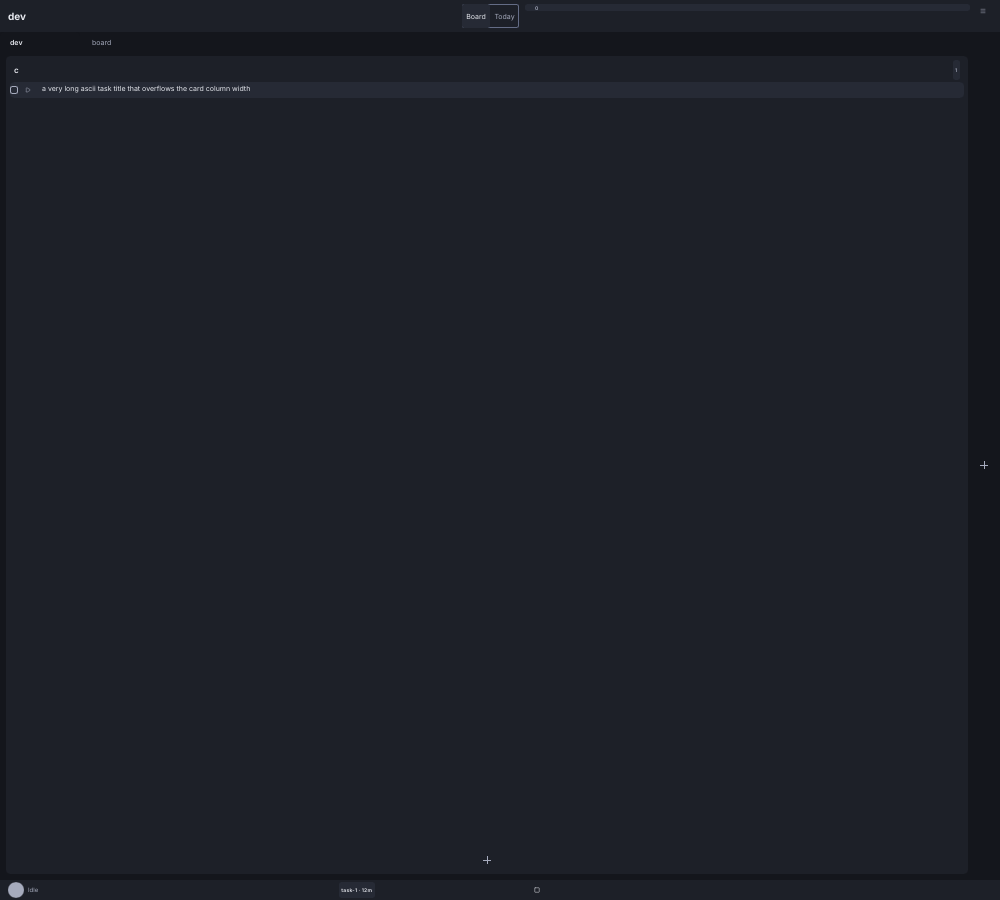 dev
Board Today
0
dev board
c
1
a very long ascii task title that overflows the card column width
Idle
task-1 · 12m